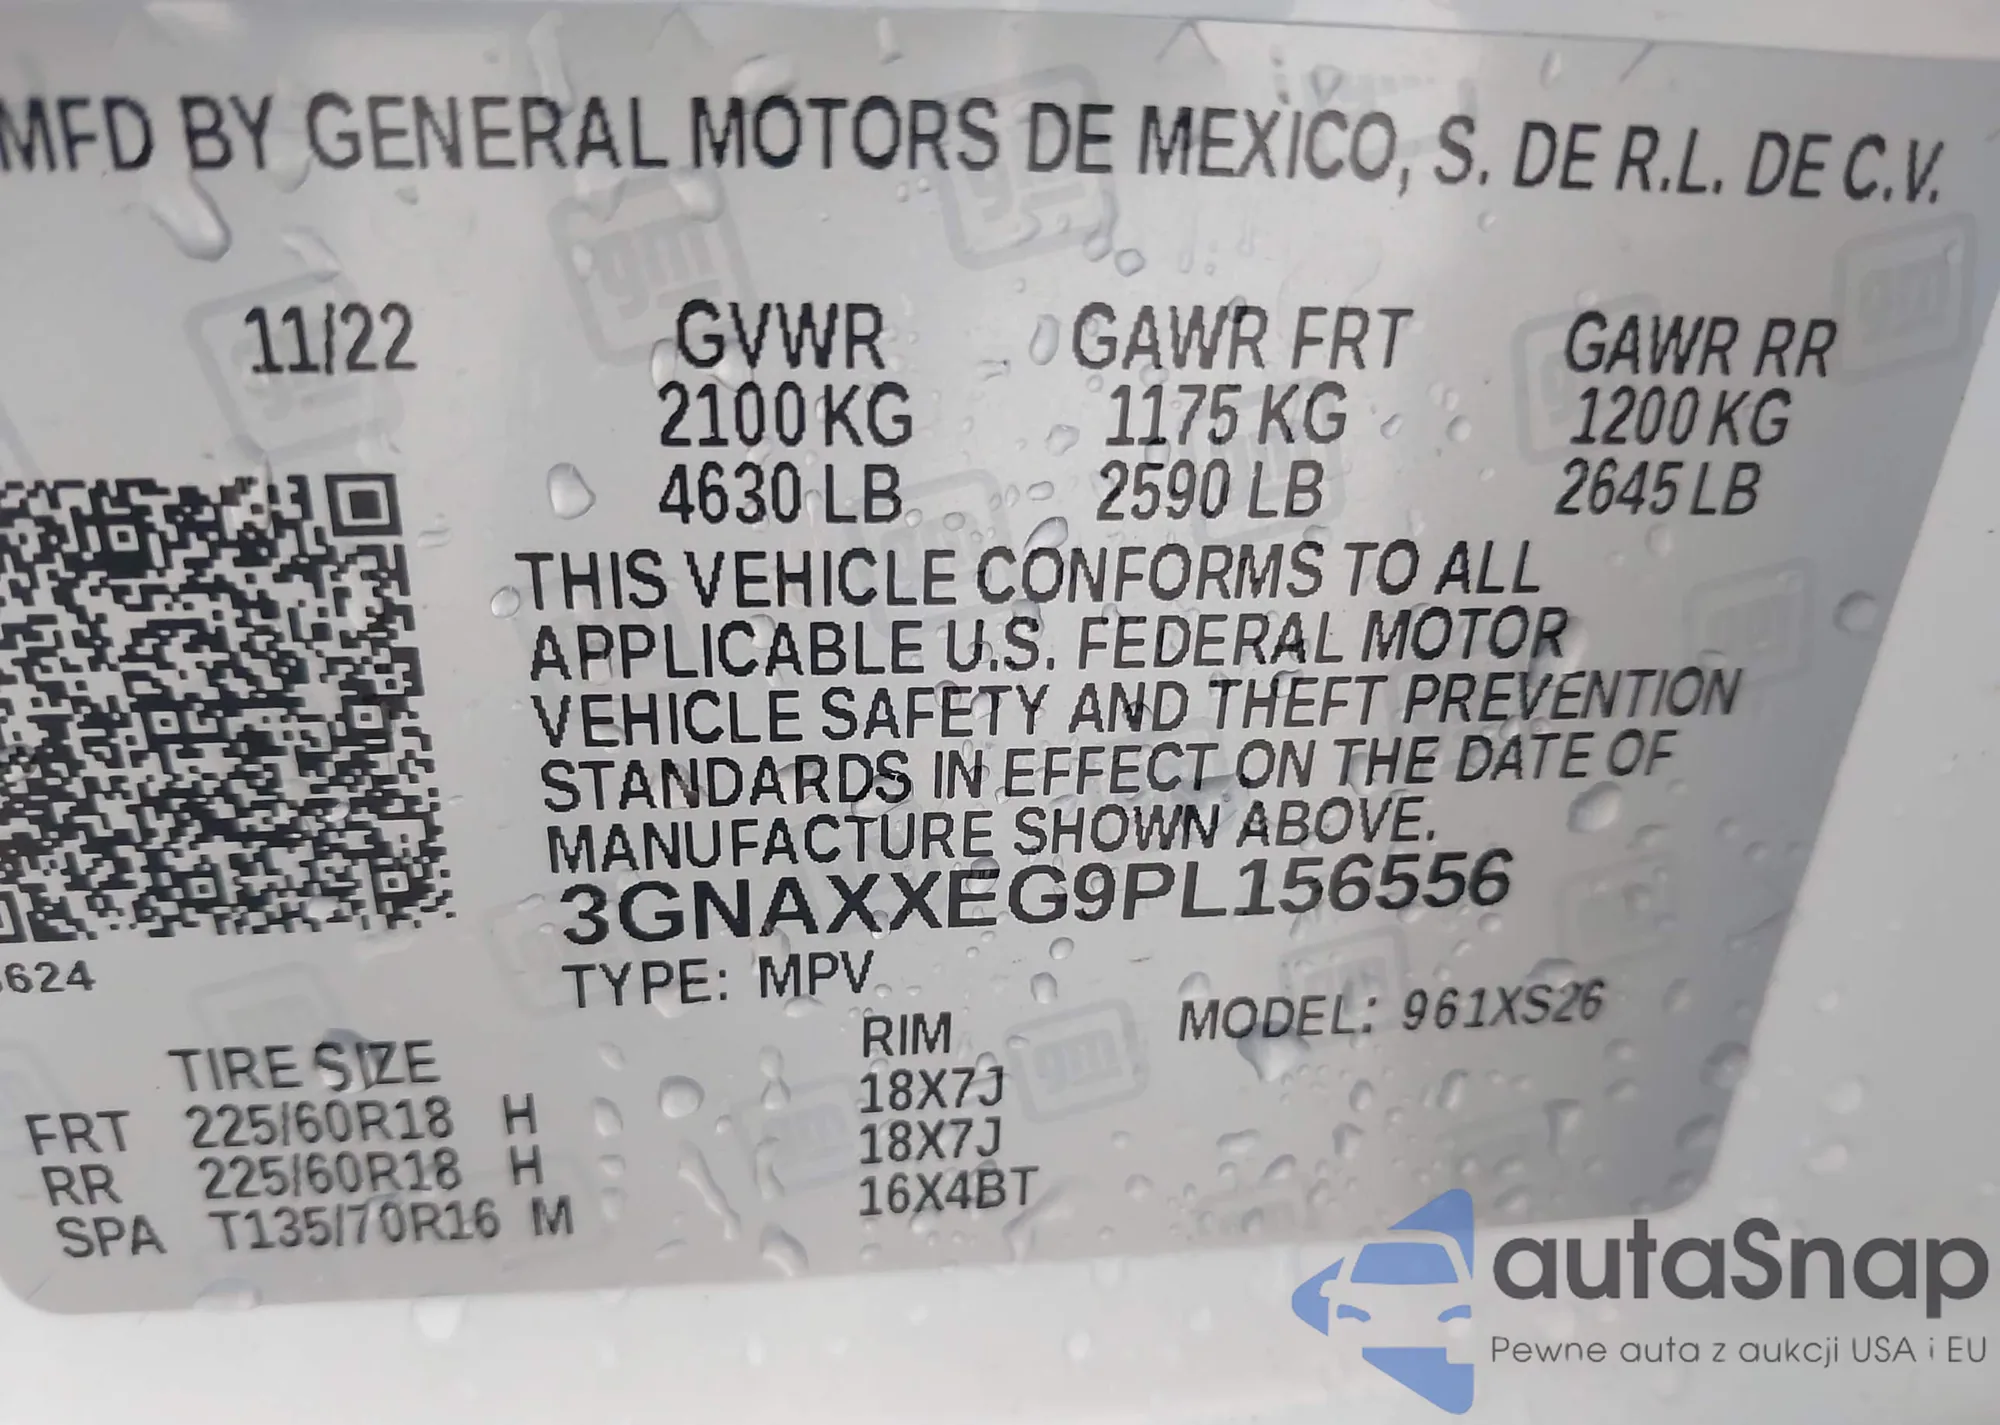 MFD BY GENERAL MOTORS DE MEXICO, S. DE R.L. DE C.V.
11/22 GVWR GAWR FRT GAWR RR
2100 KG 1175 KG 1200 KG
4630 LB 2590 LB 2645 LB
THIS VEHICLE CONFORMS TO ALL
APPLICABLE U.S. FEDERAL MOTOR
VEHICLE SAFETY AND THEFT PREVENTION
STANDARDS IN EFFECT ON THE DATE OF
MANUFACTURE SHOWN ABOVE.
3GNAXXEG9PL156556
624
TYPE: MPV MODEL: 961XS26
TIRE SIZE RIM
FRT 225/60R18 H 18X7J
RR 225/60R18 H 18X7J
SPA T135/70R16 M 16X4BT
gm
autaSnap
Pewne auta z aukcji USA i EU